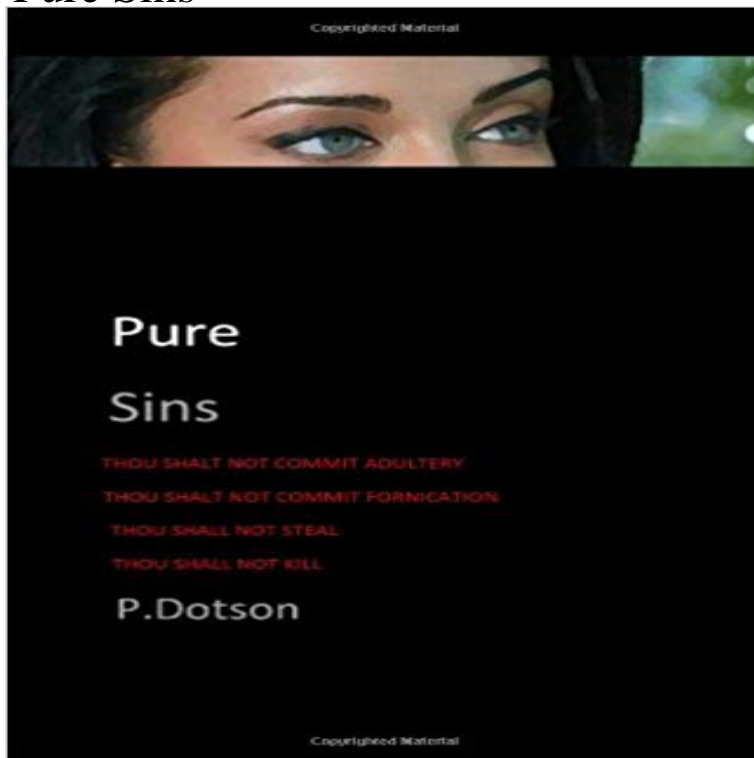 Pure Sins
Copyrighted Material
Pure
Sins
THOU SHALT NOT COMMIT ADULTERY
THOU SHALT NOT COMMIT FORNICATION
THOU SHALL NOT STEAL
THOU SHALL NOT KILL
P.Dotson
Copyrighted Material